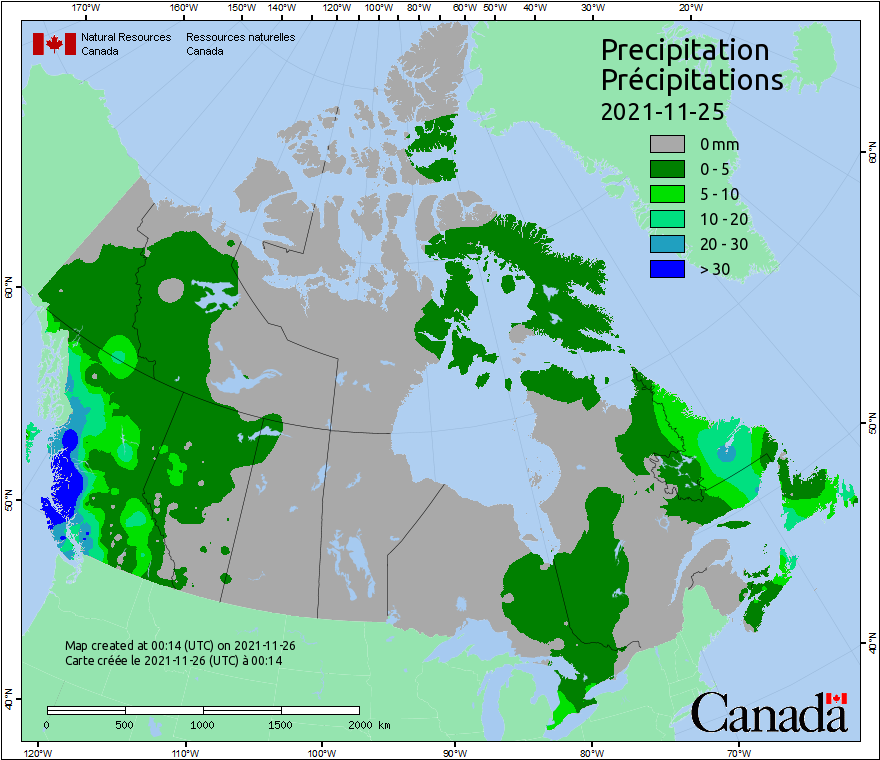 170°W 160°W 150°W 140°W 120°W 100°W 80°W 60°W 50°W 40°W 30°W 20°W
Natural Resources Ressources naturelles
Canada Canada
Precipitation
Précipitations
2021-11-25
0 mm
0 - 5
5 - 10
10 - 20
20 - 30
> 30
60°N
60°N
50°N
50°N
40°N
40°N
Map created at 00:14 (UTC) on 2021-11-26
Carte créée le 2021-11-26 (UTC) à 00:14
0 500 1000 1500 2000 km
Canada
120°W 110°W 100°W 90°W 80°W 70°W